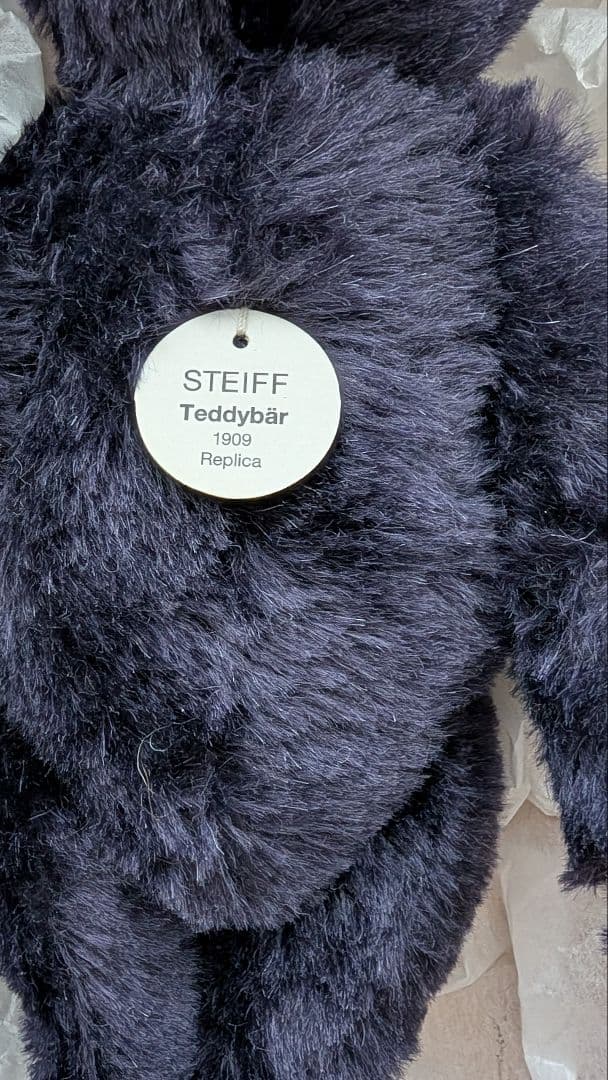 STEIFF
Teddybär
1909
Replica